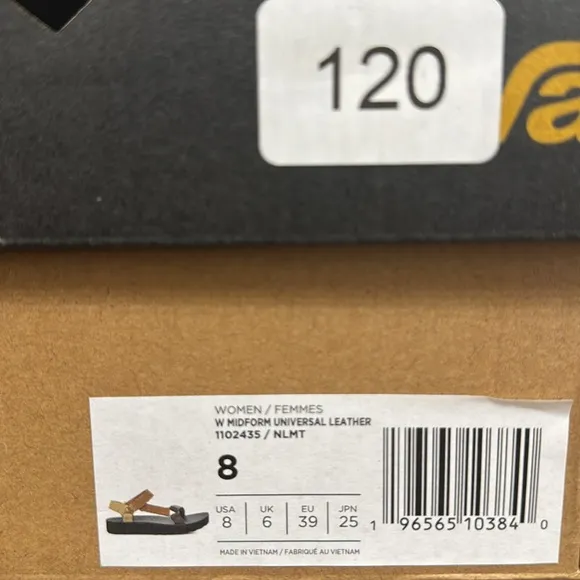 120
WOMEN / FEMMES
W MIDFORM UNIVERSAL LEATHER
1102435 / NLMT
8
USA UK EU JPN
8 6 39 25
MADE IN VIETNAM / FABRIQUÉ AU VIETNAM
1 96565 10384 0